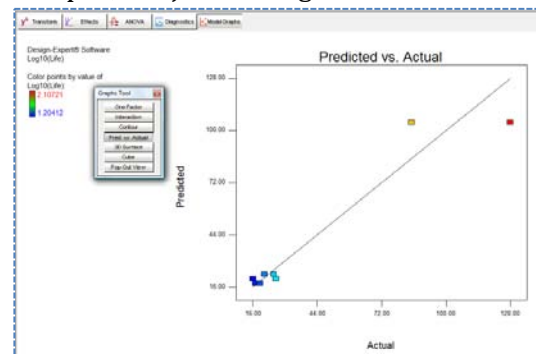 Transform
Effects
ANOVA
Diagnostics
Model Graphs
Design-Expert® Software
Log10(Life)
Color points by value of
Log10(Life):
2.10721
1.20412
Graphs Tool
One Factor
Interaction
Contour
Pred. vs. Actual
3D Surface
Cube
Pop-Out View
Predicted vs. Actual
Predicted
128.00
100.00
72.00
44.00
16.00
16.00
44.00
72.00
100.00
128.00
Actual